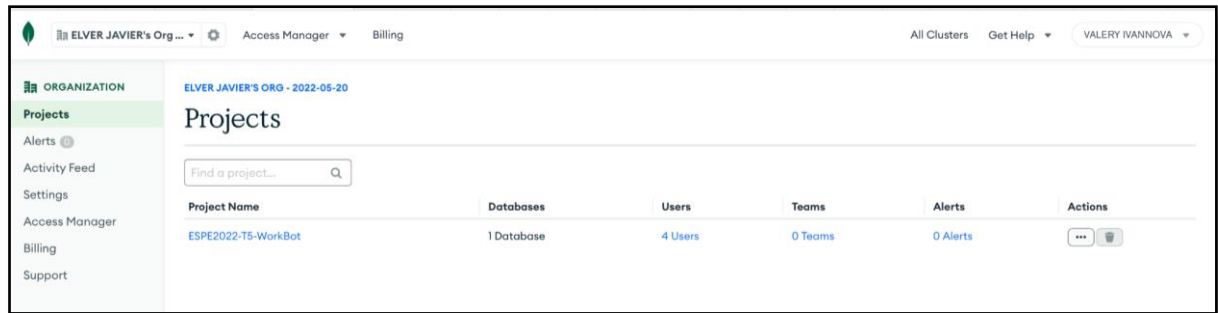 ELVER JAVIER's Org ... Access Manager Billing All Clusters Get Help VALERY IVANNOVA
ORGANIZATION
Projects
Alerts 0
Activity Feed
Settings
Access Manager
Billing
Support
ELVER JAVIER'S ORG - 2022-05-20
Projects
Find a project...
Project Name Databases Users Teams Alerts Actions
ESPE2022-T5-WorkBot 1 Database 4 Users 0 Teams 0 Alerts ...